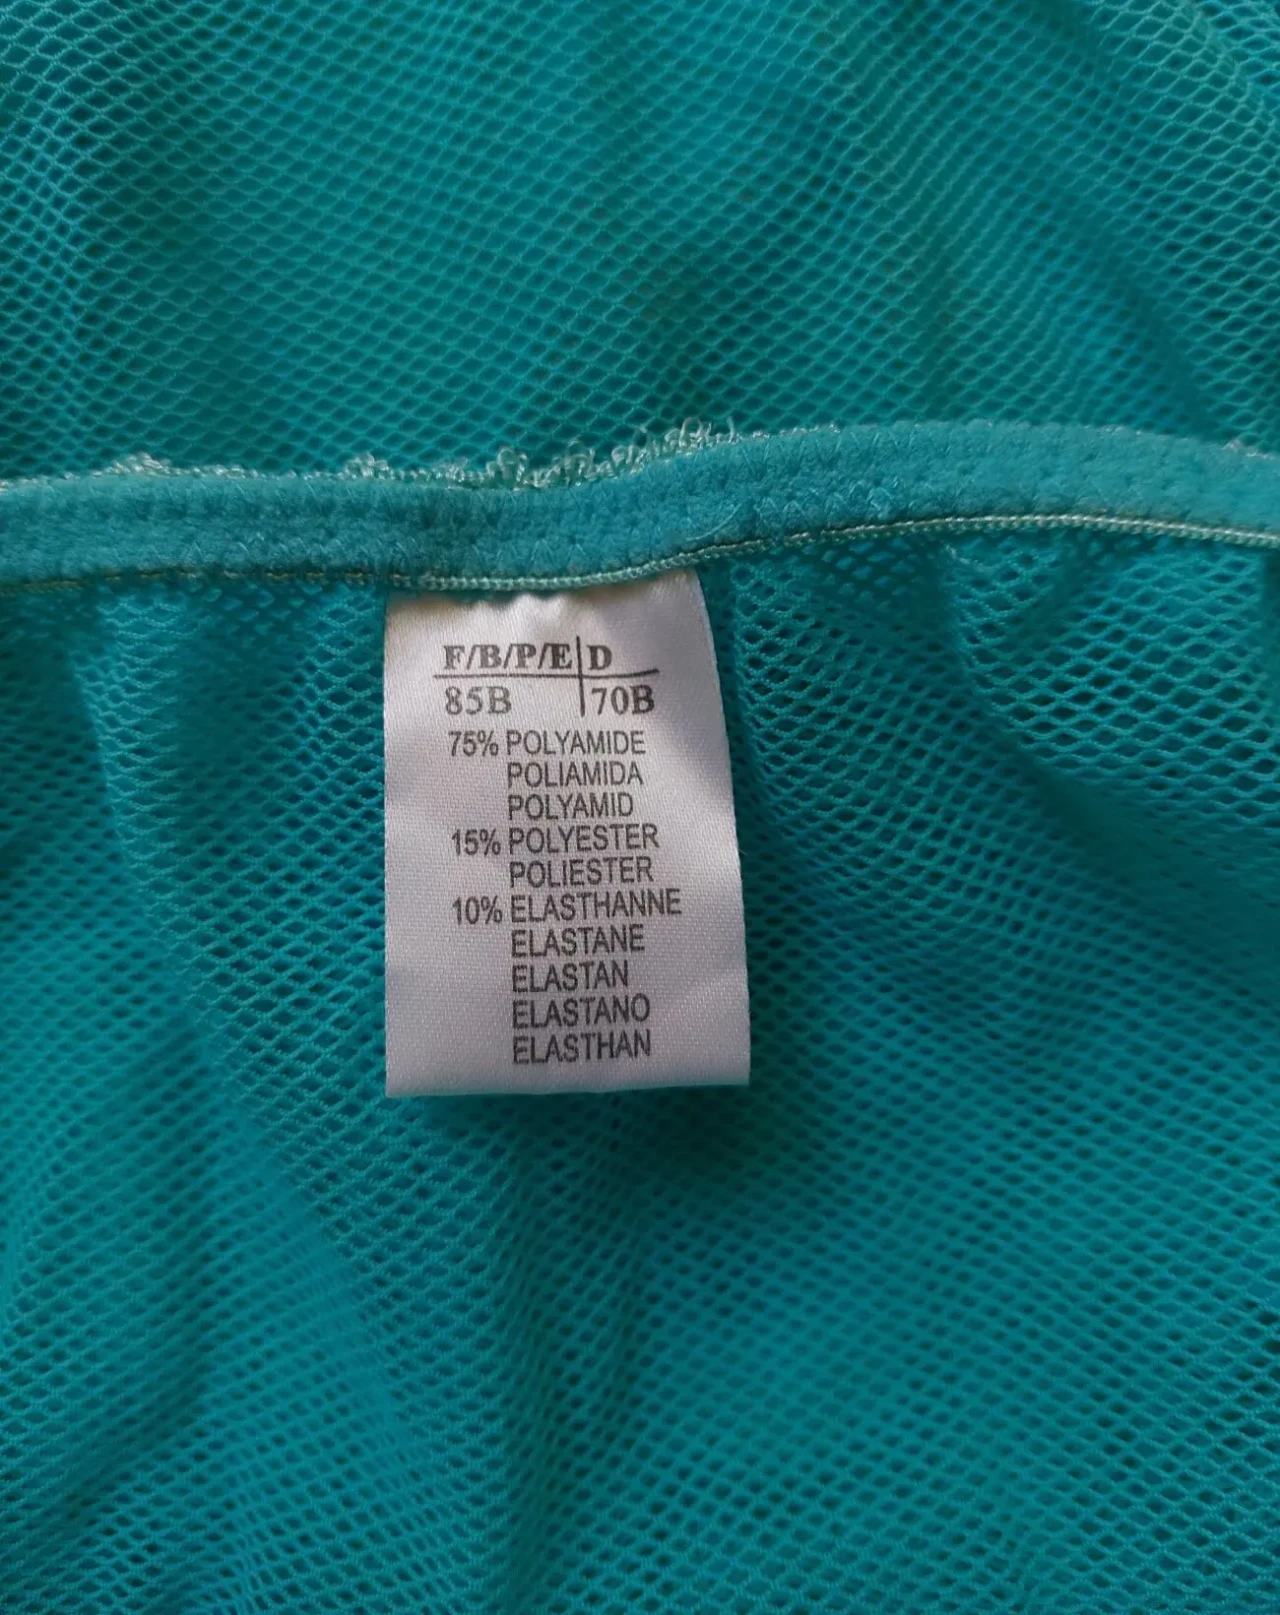 F/B/P/E D
85B 70B
75% POLYAMIDE
POLIAMIDA
POLYAMID
15% POLYESTER
POLIESTER
10% ELASTHANNE
ELASTANE
ELASTAN
ELASTANO
ELASTHAN